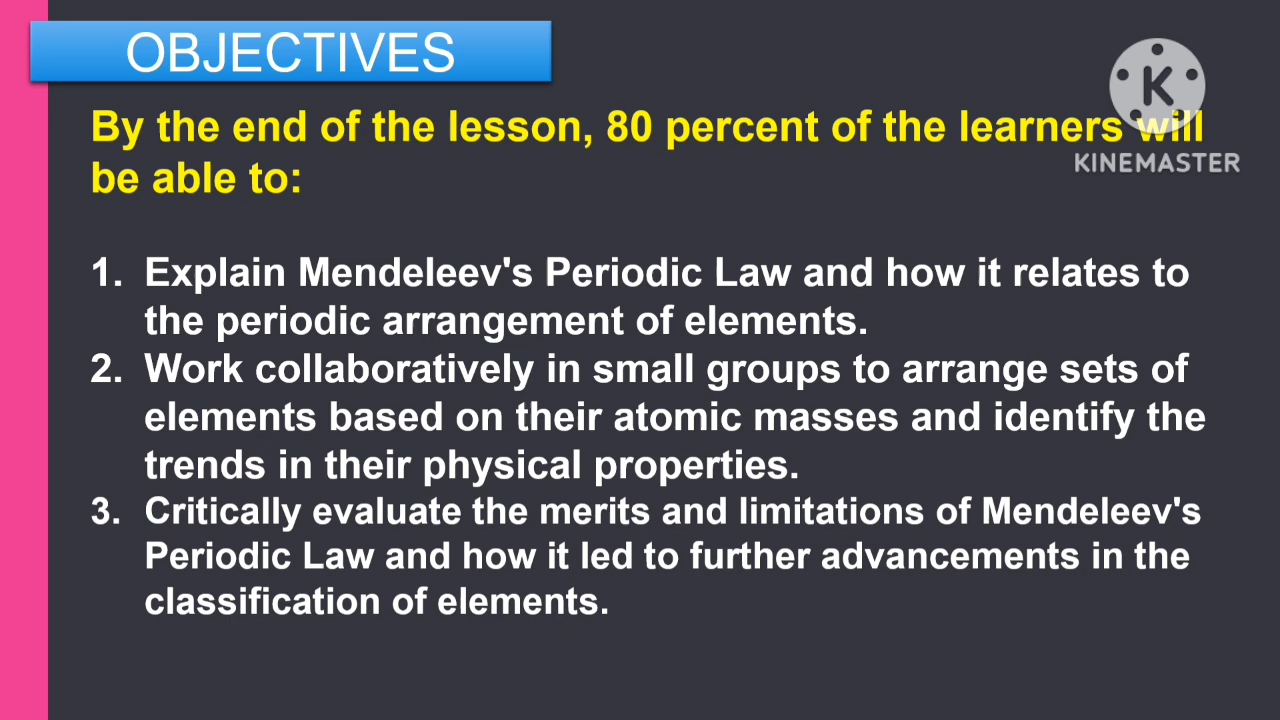 OBJECTIVES
By the end of the lesson, 80 percent of the learners will
be able to:
K
KINEMASTER
1. Explain Mendeleev's Periodic Law and how it relates to
the periodic arrangement of elements.
2. Work collaboratively in small groups to arrange sets of
elements based on their atomic masses and identify the
trends in their physical properties.
3. Critically evaluate the merits and limitations of Mendeleev's
Periodic Law and how it led to further advancements in the
classification of elements.